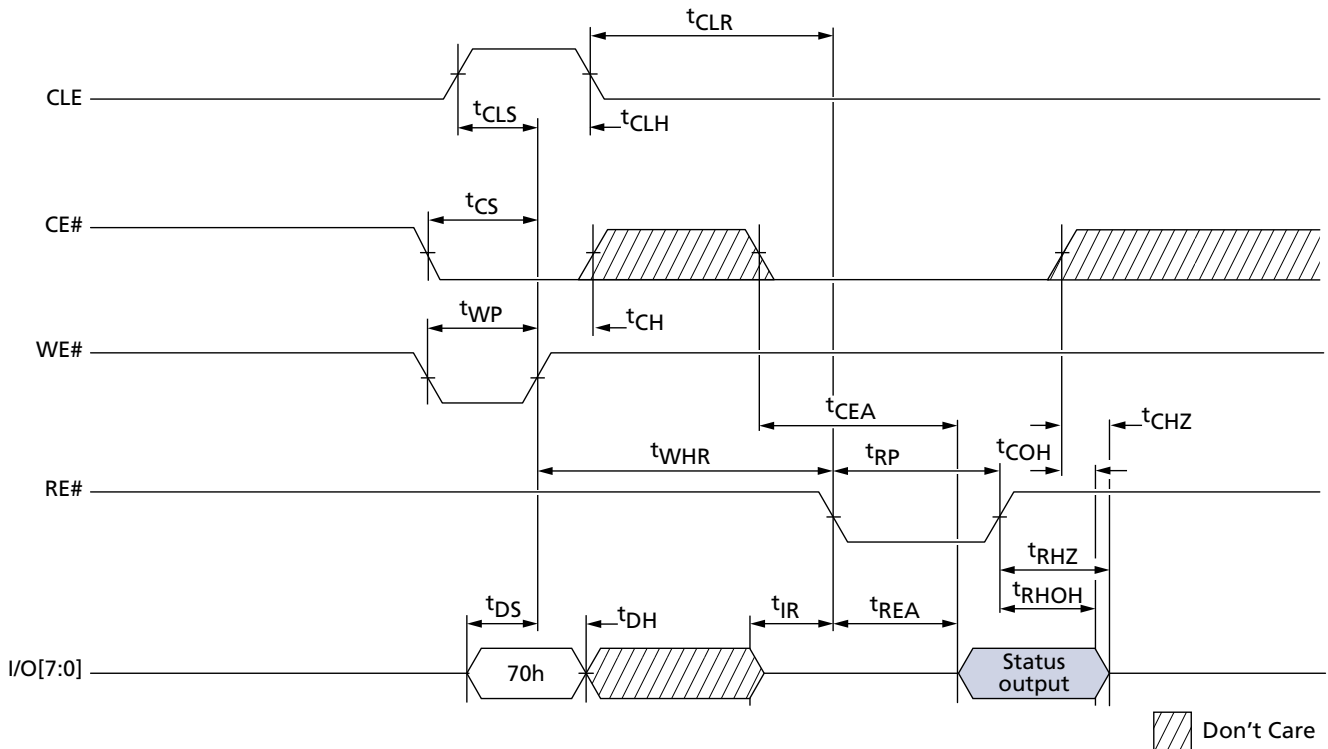 tCLR
CLE
tCLS
tCLH
tCS
CE#
tWP
tCH
WE#
tCEA
tCHZ
tWHR
tRP
tCOH
RE#
tRHZ
tRHOH
tDS
tDH
tIR
tREA
I/O[7:0]
70h
Status
output
Don't Care